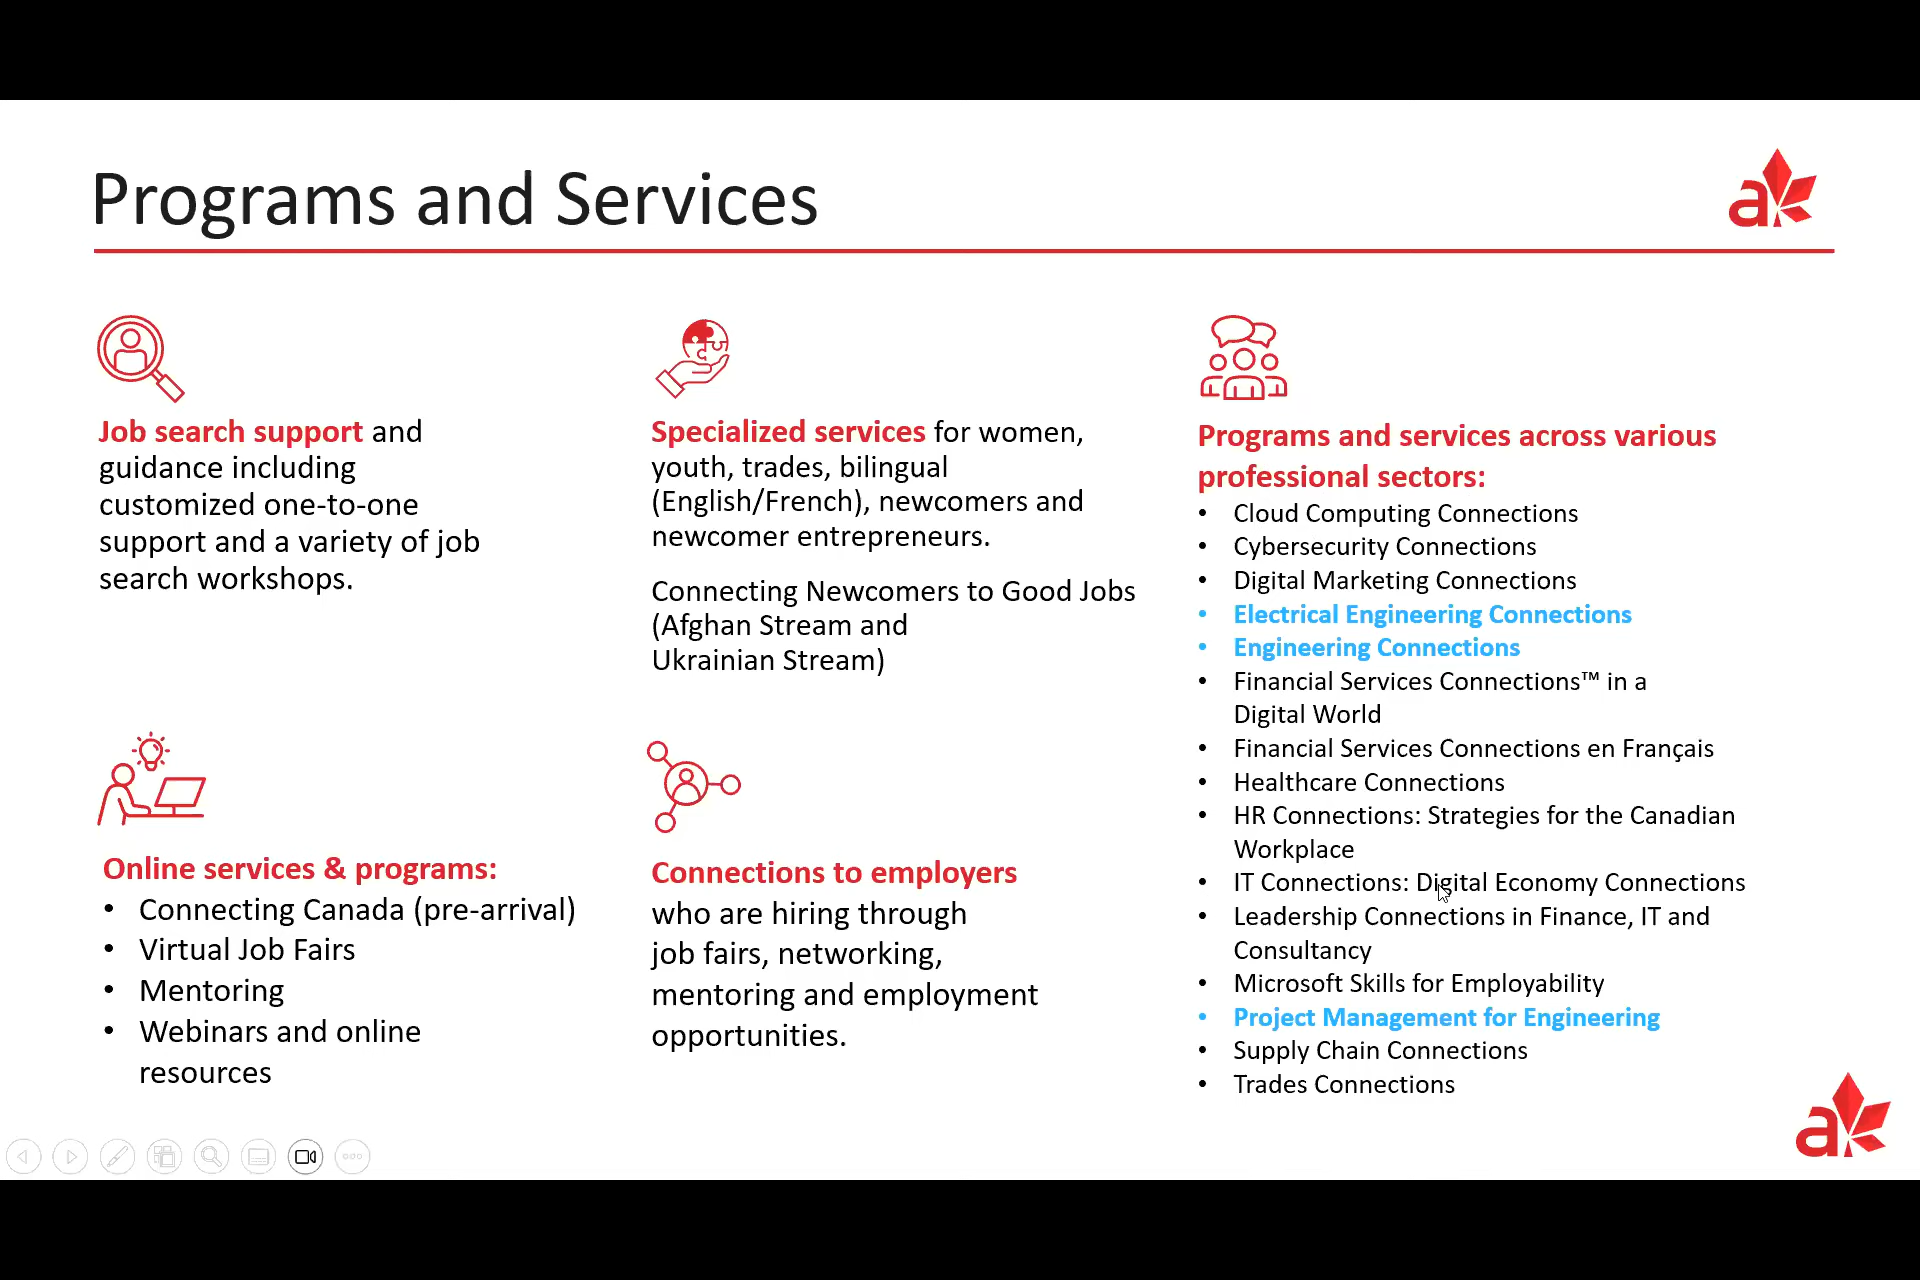 Programs and Services
a
Job search support and
guidance including
customized one-to-one
support and a variety of job
search workshops.
Specialized services for women,
youth, trades, bilingual
(English/French), newcomers and
newcomer entrepreneurs.
Connecting Newcomers to Good Jobs
(Afghan Stream and
Ukrainian Stream)
Online services & programs:
• Connecting Canada (pre-arrival)
• Virtual Job Fairs
• Mentoring
• Webinars and online
resources
Connections to employers
who are hiring through
job fairs, networking,
mentoring and employment
opportunities.
Programs and services across various
professional sectors:
• Cloud Computing Connections
• Cybersecurity Connections
• Digital Marketing Connections
• Electrical Engineering Connections
• Engineering Connections
• Financial Services Connections™ in a
Digital World
• Financial Services Connections en Français
• Healthcare Connections
• HR Connections: Strategies for the Canadian
Workplace
• IT Connections: Digital Economy Connections
• Leadership Connections in Finance, IT and
Consultancy
• Microsoft Skills for Employability
• Project Management for Engineering
• Supply Chain Connections
• Trades Connections
a